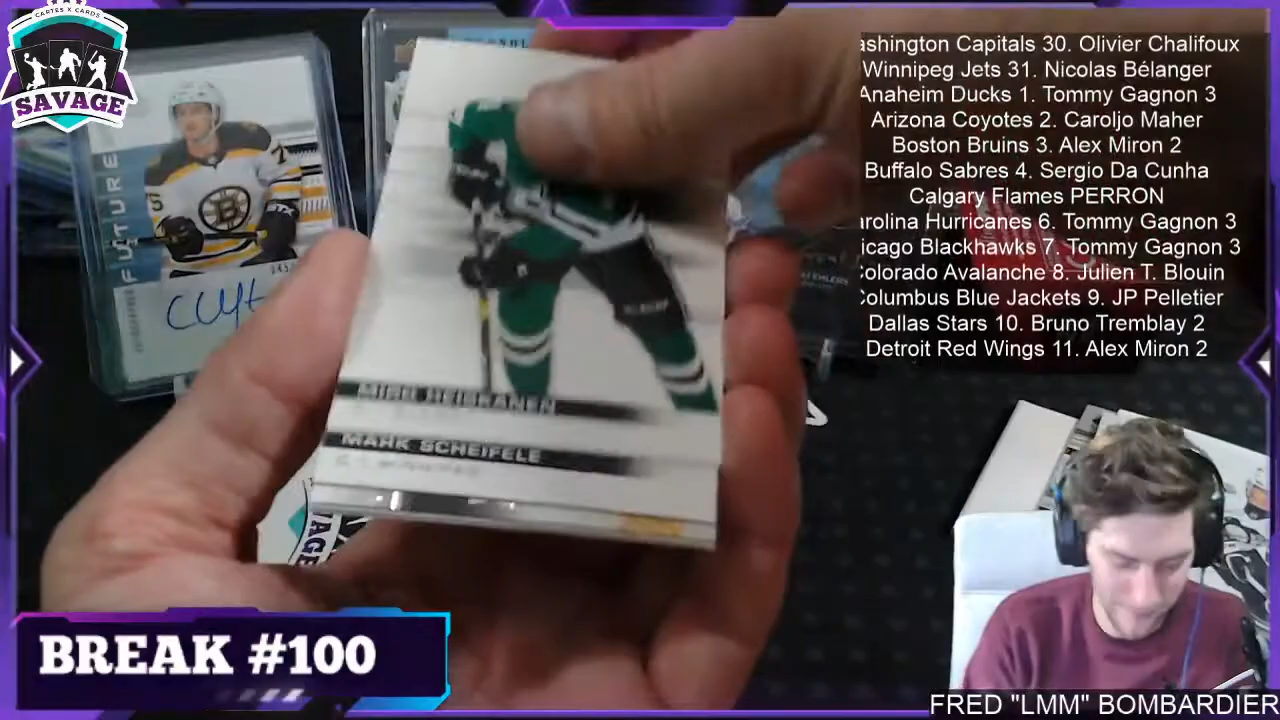 CARTES X CARDS
SAVAGE
FUTURE
MIRO HEISKANEN
MARK SCHEIFELE
BREAK #100
ashington Capitals 30. Olivier Chalifoux
Winnipeg Jets 31. Nicolas Bélanger
Anaheim Ducks 1. Tommy Gagnon 3
Arizona Coyotes 2. Caroljo Maher
Boston Bruins 3. Alex Miron 2
Buffalo Sabres 4. Sergio Da Cunha
Calgary Flames PERRON
arolina Hurricanes 6. Tommy Gagnon 3
icago Blackhawks 7. Tommy Gagnon 3
Colorado Avalanche 8. Julien T. Blouin
Columbus Blue Jackets 9. JP Pelletier
Dallas Stars 10. Bruno Tremblay 2
Detroit Red Wings 11. Alex Miron 2
FRED "LMM" BOMBARDIER